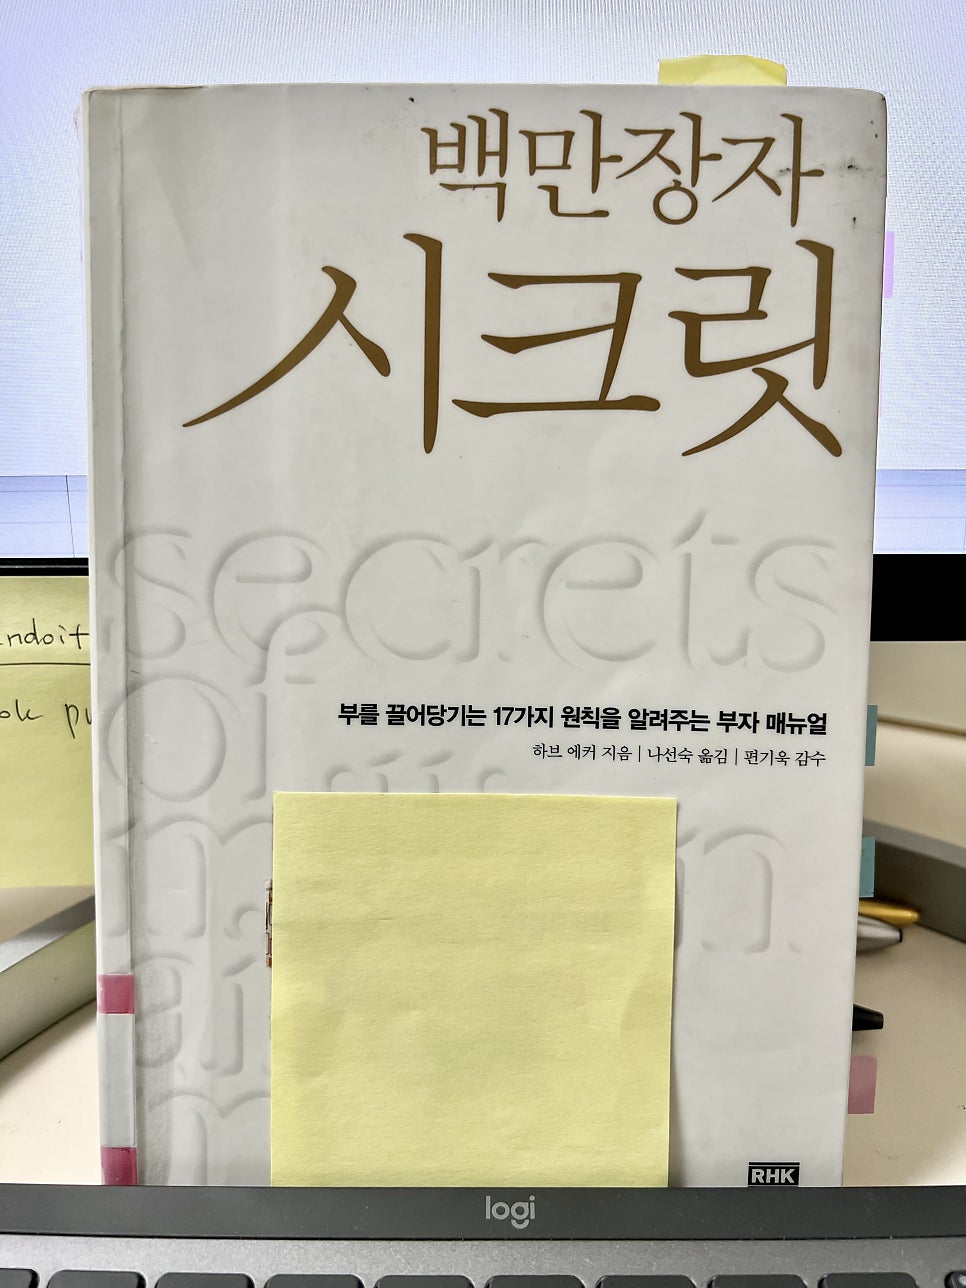 백만장자
시크릿
secrets
of
부를 끌어당기는 17가지 원칙을 알려주는 부자 매뉴얼
하브 에커 지음 | 나선숙 옮김 | 편기욱 감수
RHK
logi